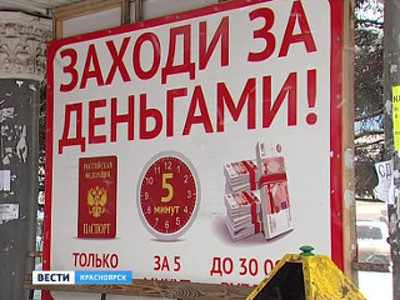 ЗАХОДИ ЗА
ДЕНЬГАМИ!
РОССИЙСКАЯ
ФЕДЕРАЦИЯ
ПАСПОРТ
5
минут
ТОЛЬКО
ЗА 5
ДО 30 00
ВЕСТИ
КРАСНОЯРСК